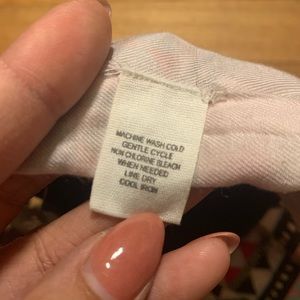 MACHINE WASH COLD
GENTLE CYCLE
NON CHLORINE BLEACH
WHEN NEEDED
LINE DRY
COOL IRON